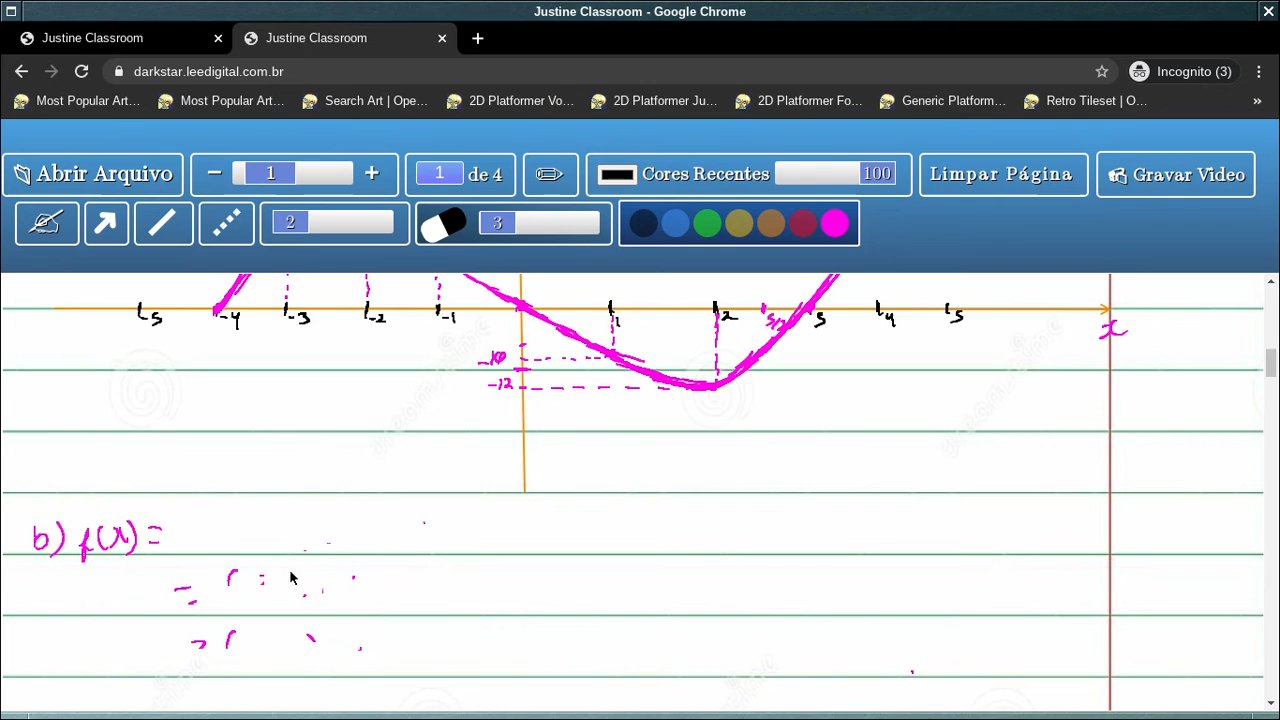 Justine Classroom - Google Chrome
Justine Classroom
Justine Classroom
darkstar.leedigital.com.br
Incognito (3)
Most Popular Art...
Most Popular Art...
Search Art | Ope...
2D Platformer Vo...
2D Platformer Ju...
2D Platformer Fo...
Generic Platform...
Retro Tileset | O...
Abrir Arquivo
1
1 de 4
Cores Recentes 100
Limpar Página
Gravar Video
2
3
-4 -3 -2 -1 1 2 5/2 4 5
x
-12
b) f(x) =
=
=